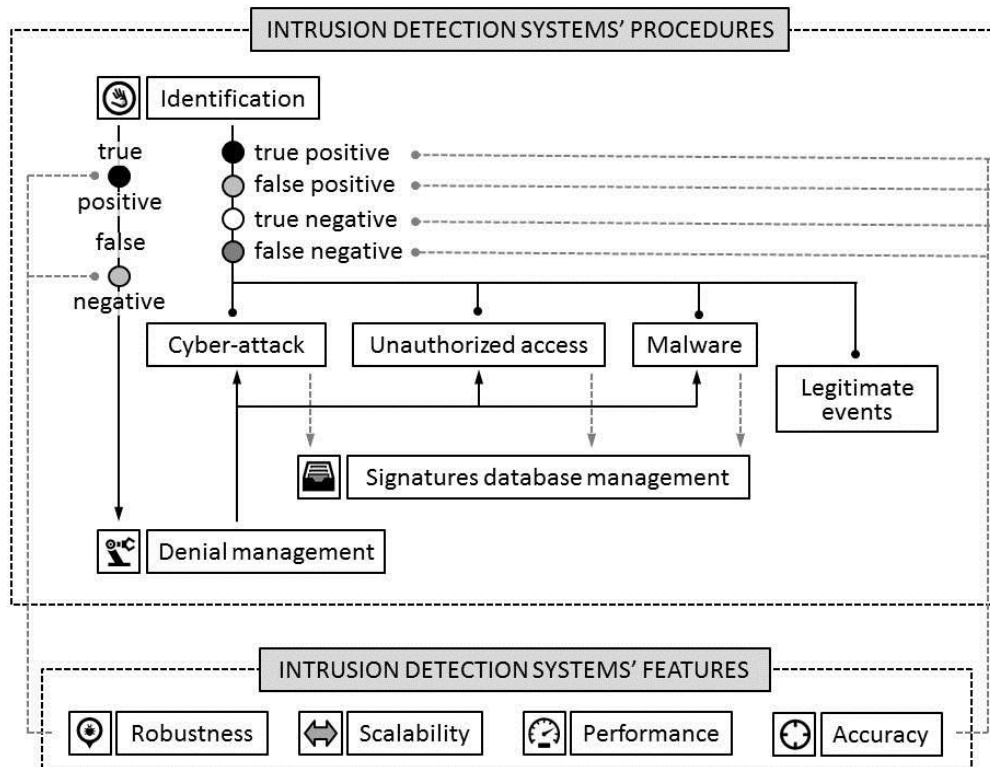 INTRUSION DETECTION SYSTEMS’ PROCEDURES
Identification
true
positive
false
negative
true positive
false positive
true negative
false negative
Cyber-attack
Unauthorized access
Malware
Legitimate
events
Signatures database management
Denial management
INTRUSION DETECTION SYSTEMS’ FEATURES
Robustness
Scalability
Performance
Accuracy